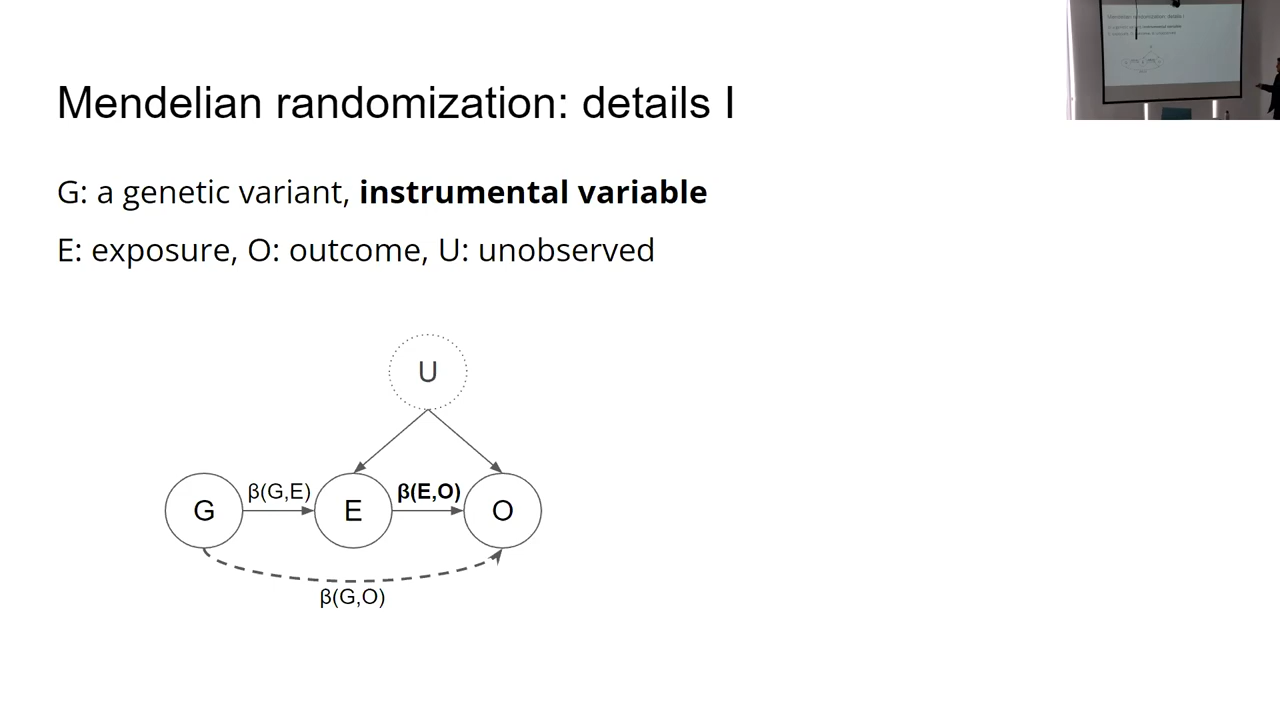 Mendelian randomization: details I
G: a genetic variant, instrumental variable
E: exposure, O: outcome, U: unobserved
U
G
β(G,E)
E
β(E,O)
O
β(G,O)